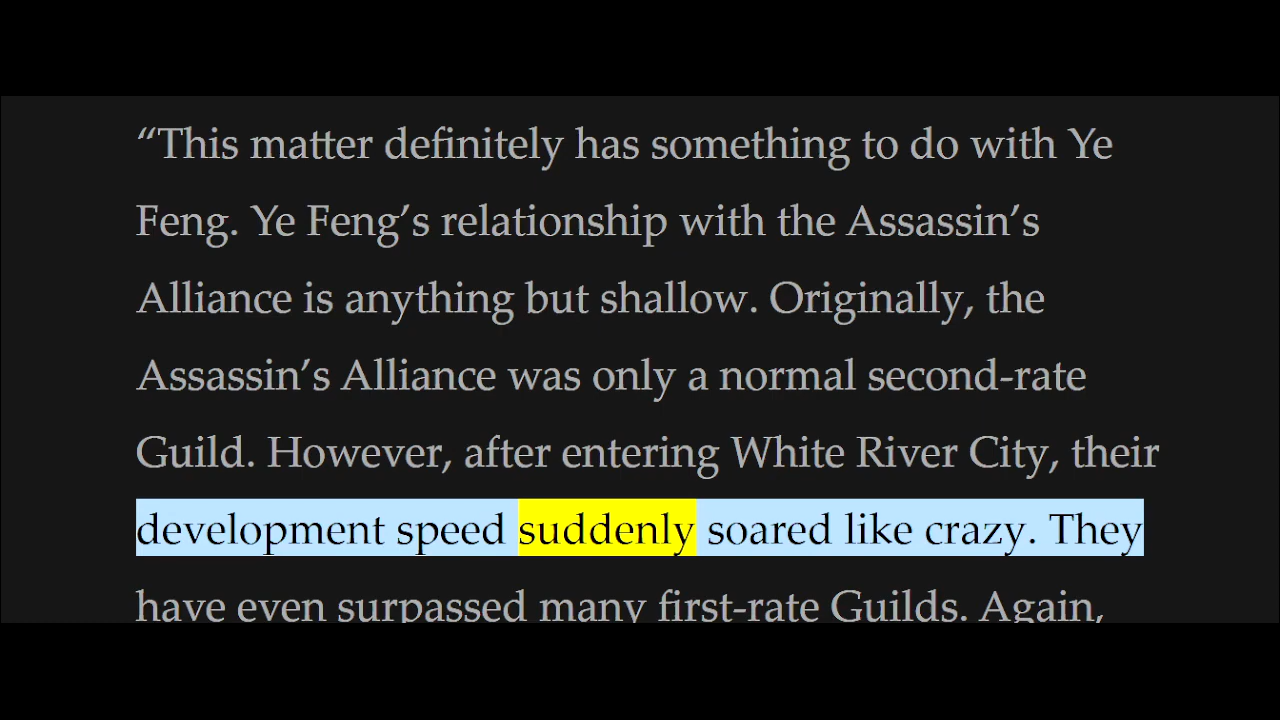 “This matter definitely has something to do with Ye
Feng. Ye Feng’s relationship with the Assassin’s
Alliance is anything but shallow. Originally, the
Assassin’s Alliance was only a normal second-rate
Guild. However, after entering White River City, their
development speed suddenly soared like crazy. They
have even surpassed many first-rate Guilds. Again,